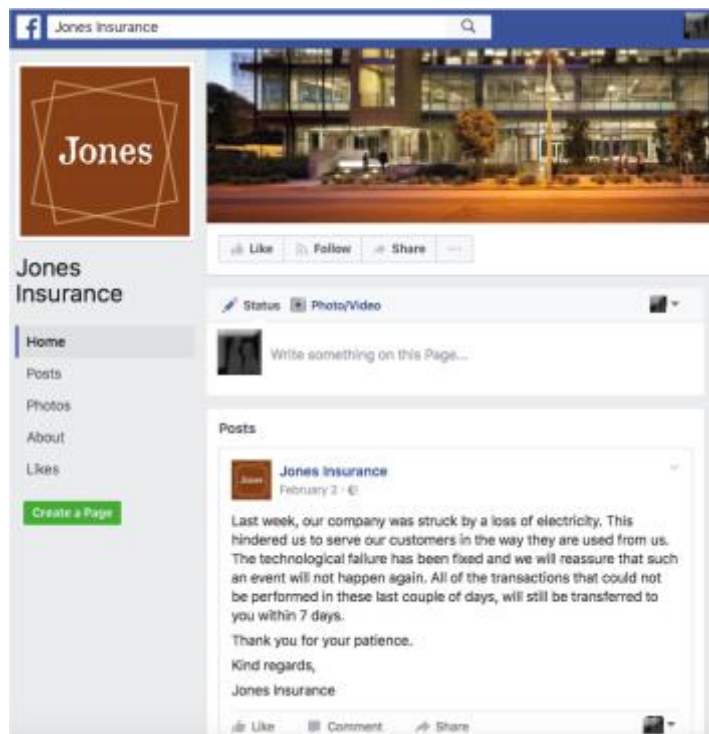 f Jones Insurance
Jones
Like Follow Share ...
Jones
Insurance
Status Photo/Video
Home
Write something on this Page...
Posts
Photos
About
Likes
Create a Page
Posts
Jones
Jones Insurance
February 2 ·
Last week, our company was struck by a loss of electricity. This
hindered us to serve our customers in the way they are used from us.
The technological failure has been fixed and we will reassure that such
an event will not happen again. All of the transactions that could not
be performed in these last couple of days, will still be transferred to
you within 7 days.
Thank you for your patience.
Kind regards,
Jones Insurance
Like Comment Share